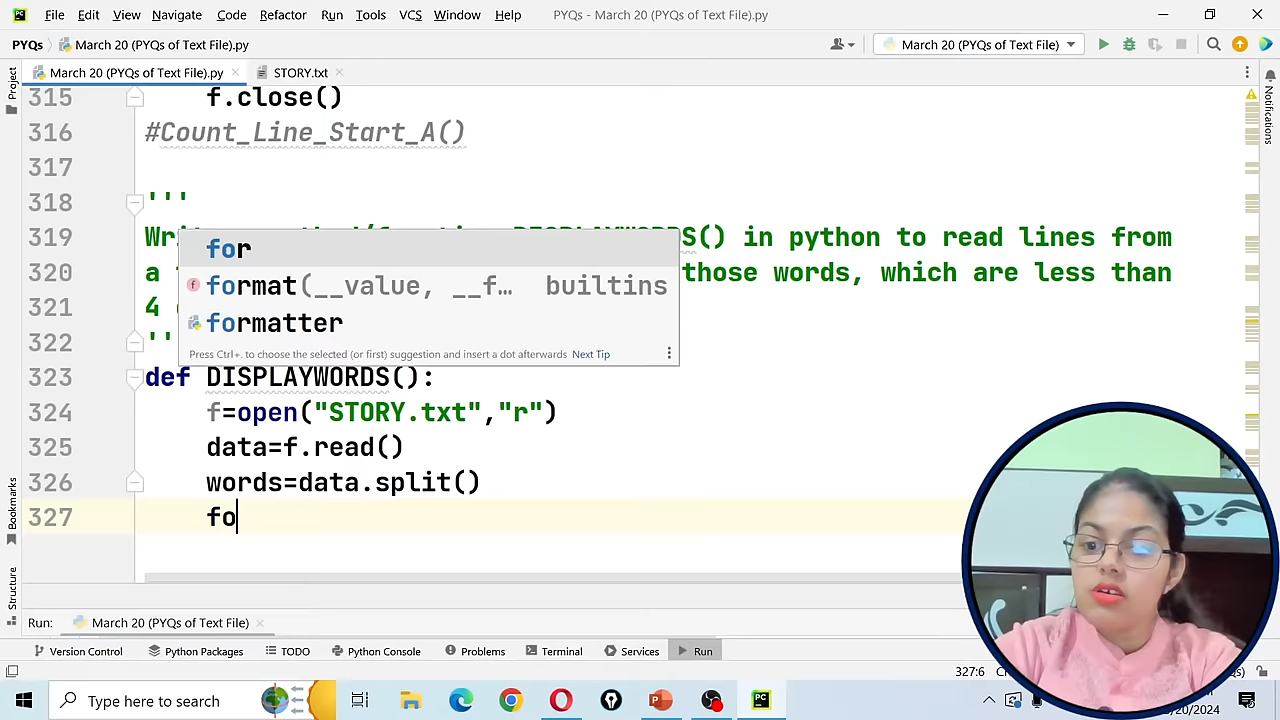 File Edit View Navigate Code Refactor Run Tools VCS Window Help PYQs - March 20 (PYQs of Text File).py
PYQs March 20 (PYQs of Text File).py March 20 (PYQs of Text File)
March 20 (PYQs of Text File).py STORY.txt
Project
Notifications
315 f.close()
316 #Count_Line_Start_A()
317
318 '''
319 S() in python to read lines from
320 a those words, which are less than
321 4
322 ''
for
format(__value, __f… builtins
formatter
Press Ctrl+. to choose the selected (or first) suggestion and insert a dot afterwards Next Tip
323 def DISPLAYWORDS():
324 f=open("STORY.txt","r")
325 data=f.read()
326 words=data.split()
327 fo
Bookmarks
Structure
Run: March 20 (PYQs of Text File)
Version Control Python Packages TODO Python Console Problems Terminal Services Run
327:6
Type here to search PC
/20/2024